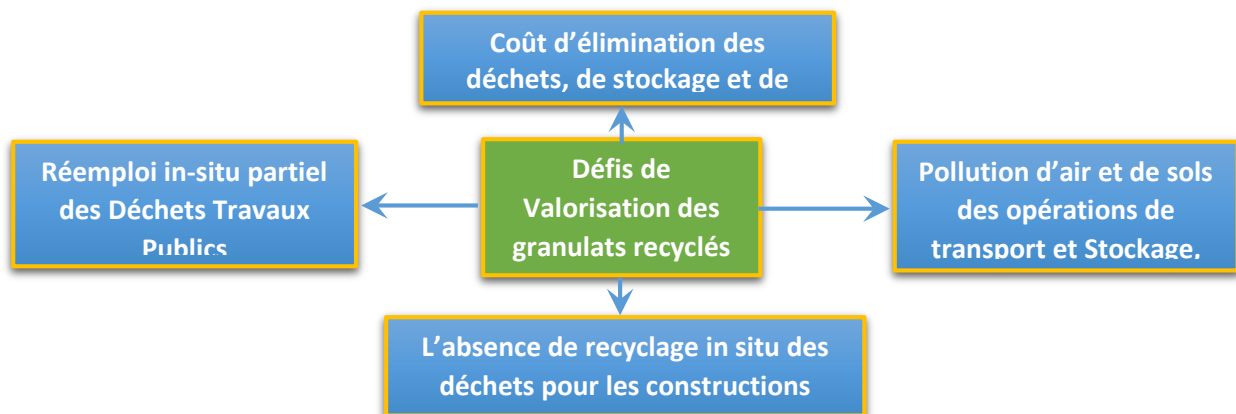 Coût d’élimination des
déchets, de stockage et de
Réemploi in-situ partiel
des Déchets Travaux
Publics
Défis de
Valorisation des
granulats recyclés
Pollution d’air et de sols
des opérations de
transport et Stockage,
L’absence de recyclage in situ des
déchets pour les constructions